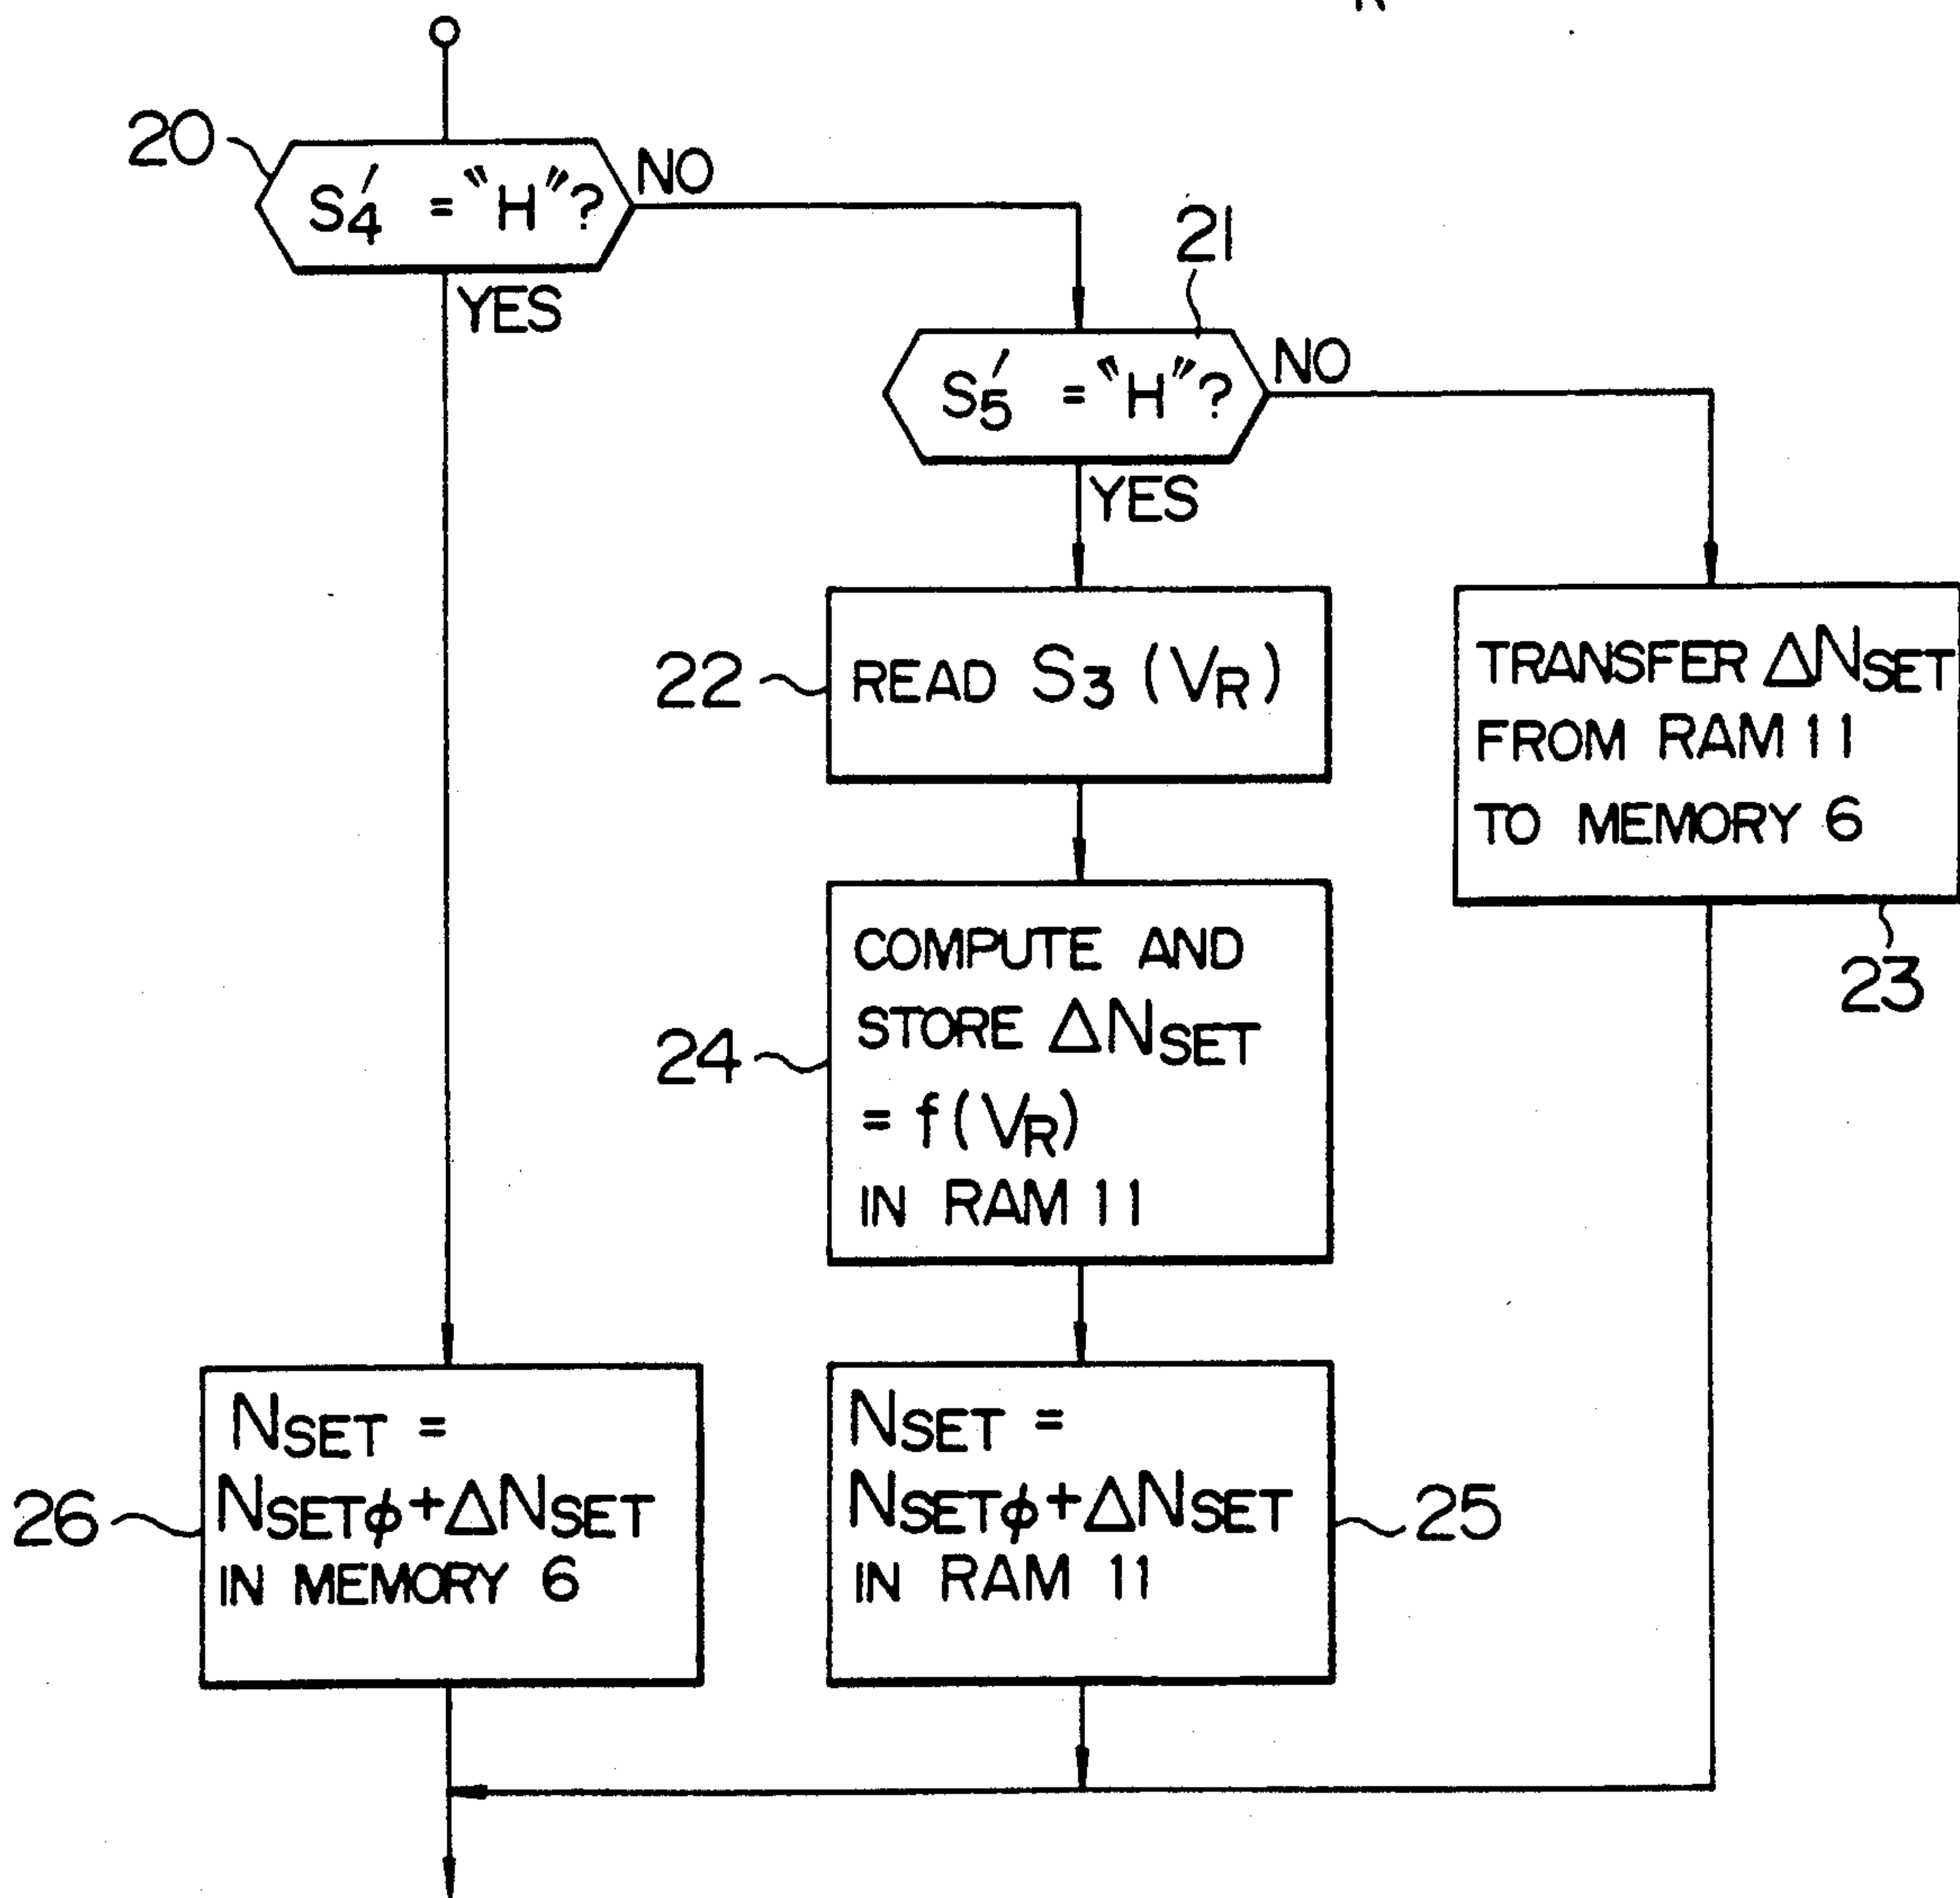 20
S4' = "H"?
NO
YES
21
S5' = "H"?
NO
YES
22
READ S3 (VR)
TRANSFER ΔNSET
FROM RAM 11
TO MEMORY 6
23
24
COMPUTE AND
STORE ΔNSET
= f(VR)
IN RAM 11
26
NSET =
NSETφ+ΔNSET
IN MEMORY 6
NSET =
NSETφ+ΔNSET
IN RAM 11
25